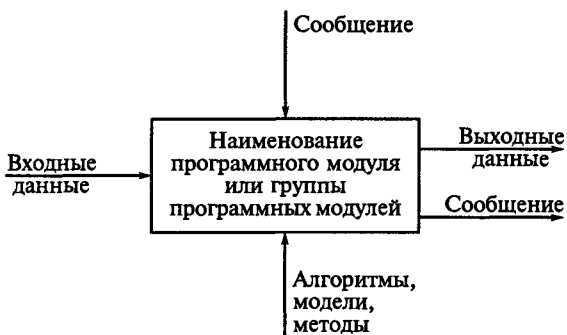 Сообщение
Наименование
программного модуля
или группы
программных модулей
Входные
данные
Выходные
данные
Сообщение
Алгоритмы,
модели,
методы